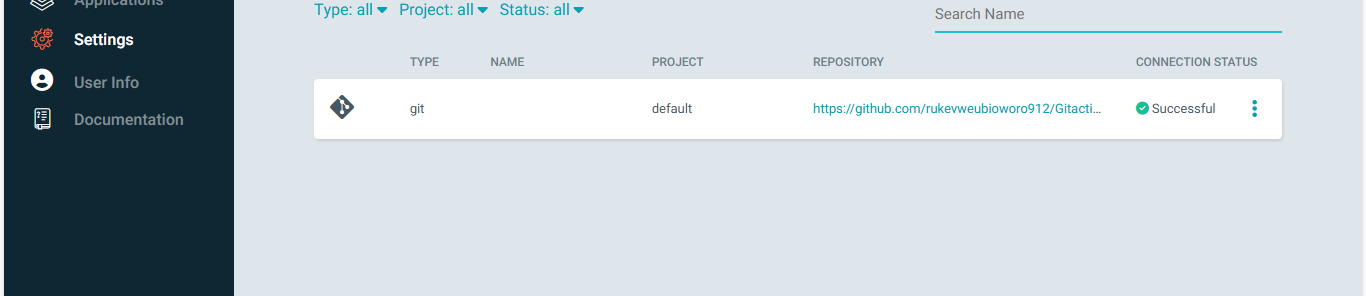 Applications
Settings
User Info
Documentation
Type: all Project: all Status: all
Search Name
TYPE NAME PROJECT REPOSITORY CONNECTION STATUS
git default https://github.com/rukevweubioworo912/Gitacti... Successful